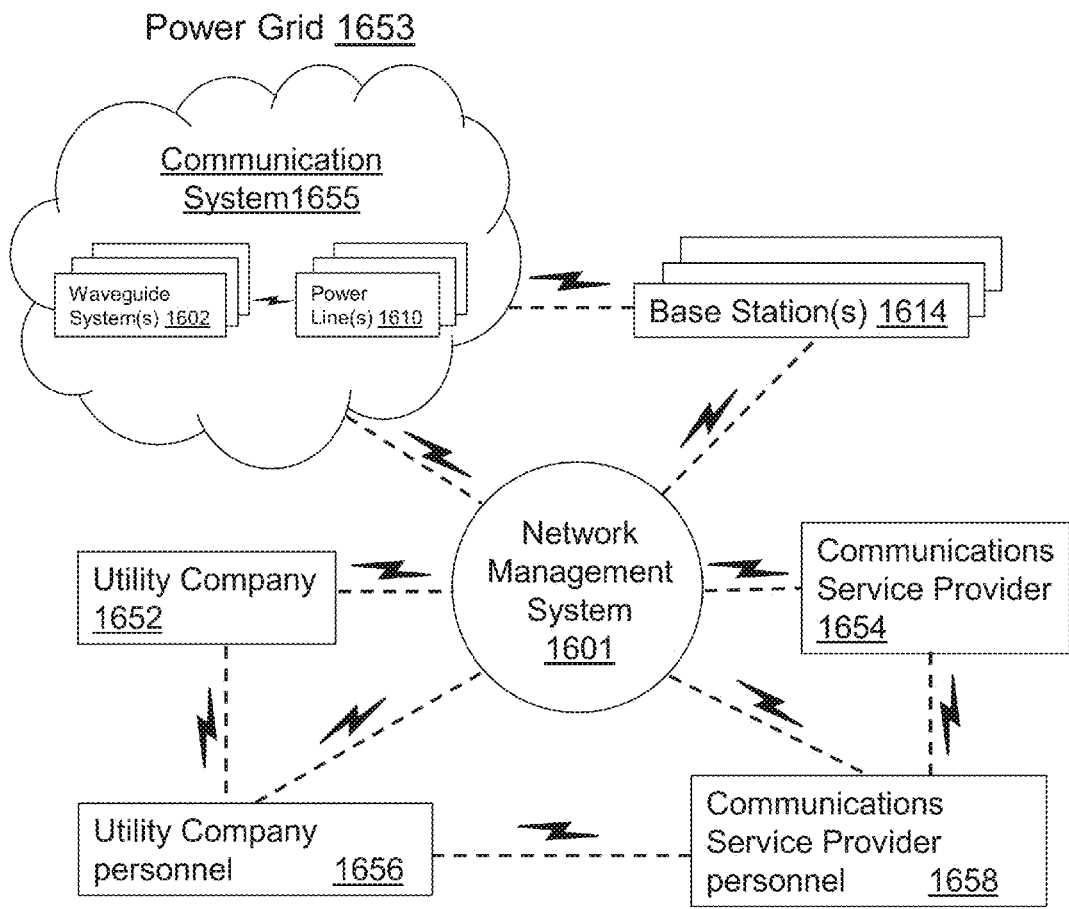 Power Grid 1653
Communication
System1655
Waveguide
System(s) 1602
Power
Line(s) 1610
Base Station(s) 1614
Network
Management
System
1601
Utility Company
1652
Communications
Service Provider
1654
Utility Company
personnel 1656
Communications
Service Provider
personnel 1658